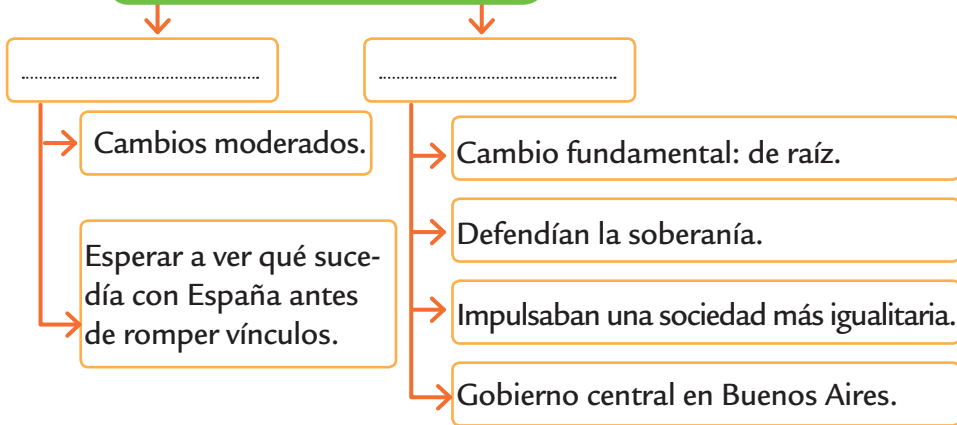 Cambios moderados.
Esperar a ver qué suce-
día con España antes
de romper vínculos.
Cambio fundamental: de raíz.
Defendían la soberanía.
Impulsaban una sociedad más igualitaria.
Gobierno central en Buenos Aires.